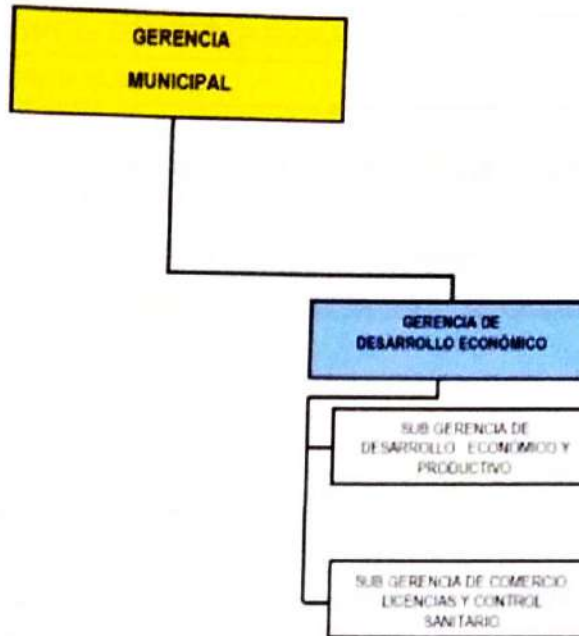 GERENCIA
MUNICIPAL
GERENCIA DE
DESARROLLO ECONÓMICO
SUB GERENCIA DE
DESARROLLO ECONÓMICO Y
PRODUCTIVO
SUB GERENCIA DE COMERCIO
LICENCIAS Y CONTROL
SANITARIO